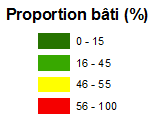 Proportion bâti (%)
0 - 15
16 - 45
46 - 55
56 - 100